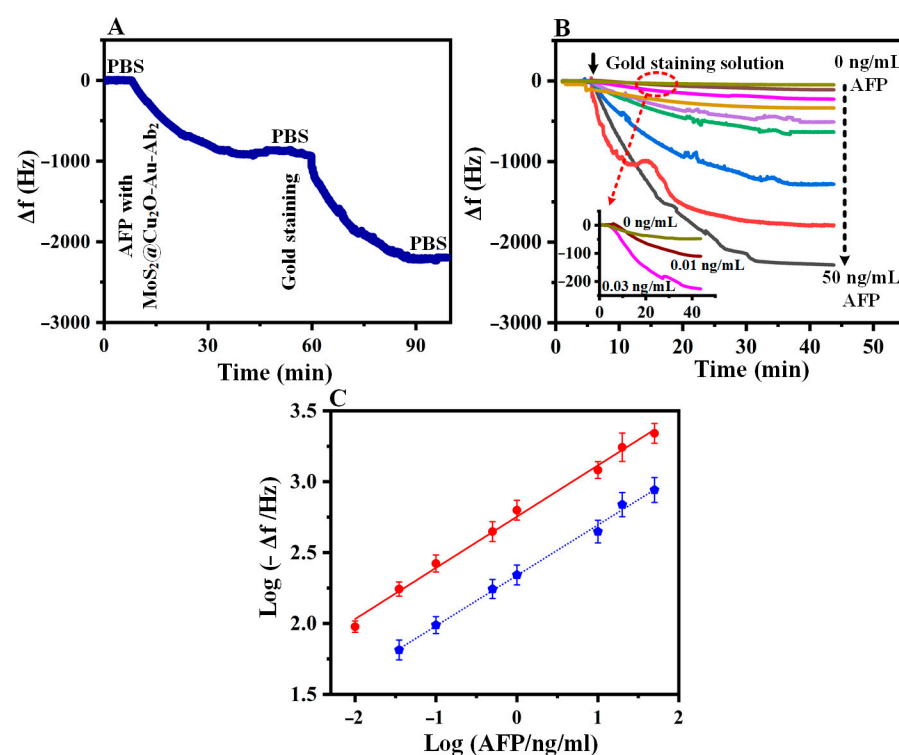 A
PBS
AFP with
MoS₂@Cu₂O-Au-Ab₂
PBS
Gold staining
PBS
0
−1000
−2000
−3000
Δf (Hz)
0 30 60 90
Time (min)
B
Gold staining solution
0 ng/mL
AFP
50 ng/mL
AFP
0
−1000
−2000
−3000
Δf (Hz)
0 10 20 30 40 50
Time (min)
0 ng/mL
0.01 ng/mL
0.03 ng/mL
0
−100
−200
0 20 40
C
3.5
3.0
2.5
2.0
1.5
Log (- Δf /Hz)
−2 −1 0 1 2
Log (AFP/ng/ml)